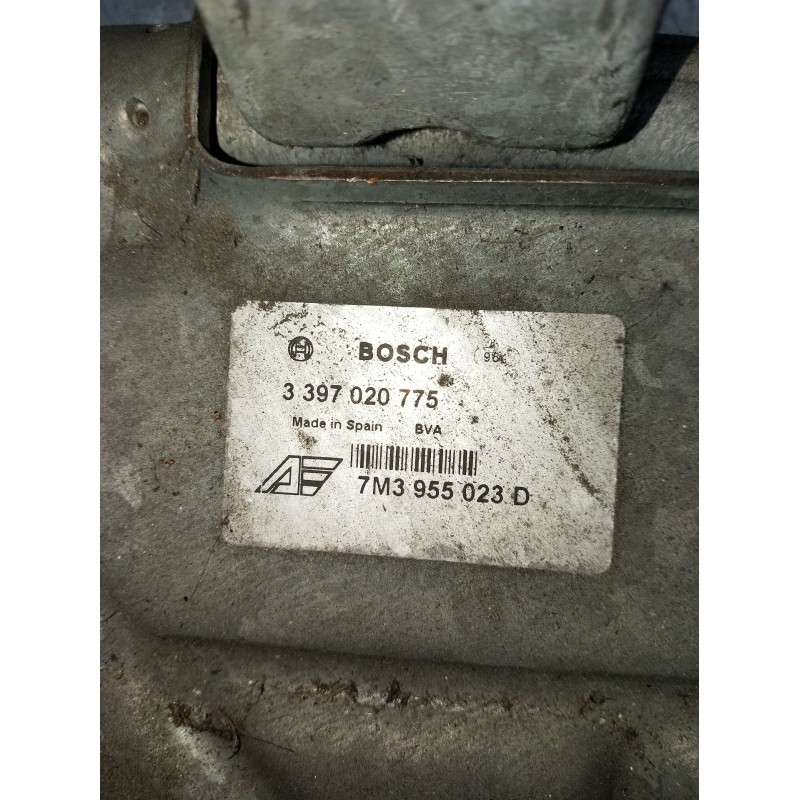 BOSCH
3 397 020 775
Made in Spain BVA
7M3 955 023 D